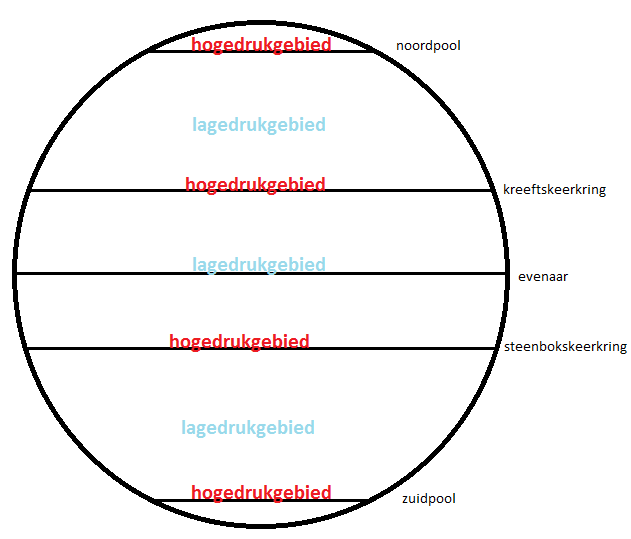 hogedrukgebied
noordpool
lagedrukgebied
hogedrukgebied
kreeftskeerkring
lagedrukgebied
evenaar
hogedrukgebied
steenbokskeerkring
lagedrukgebied
hogedrukgebied
zuidpool